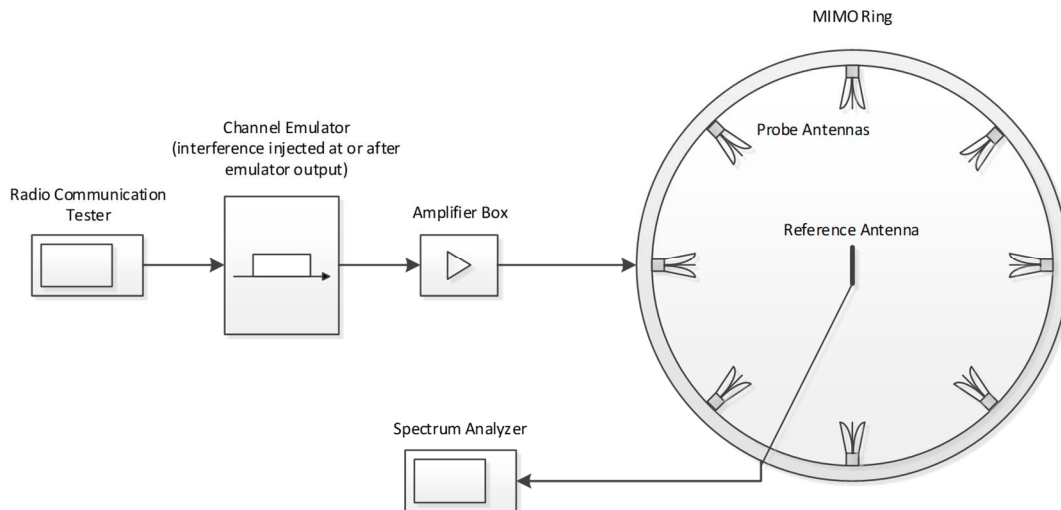 MIMO Ring
Channel Emulator
(interference injected at or after
emulator output)
Probe Antennas
Radio Communication
Tester
Amplifier Box
Reference Antenna
Spectrum Analyzer